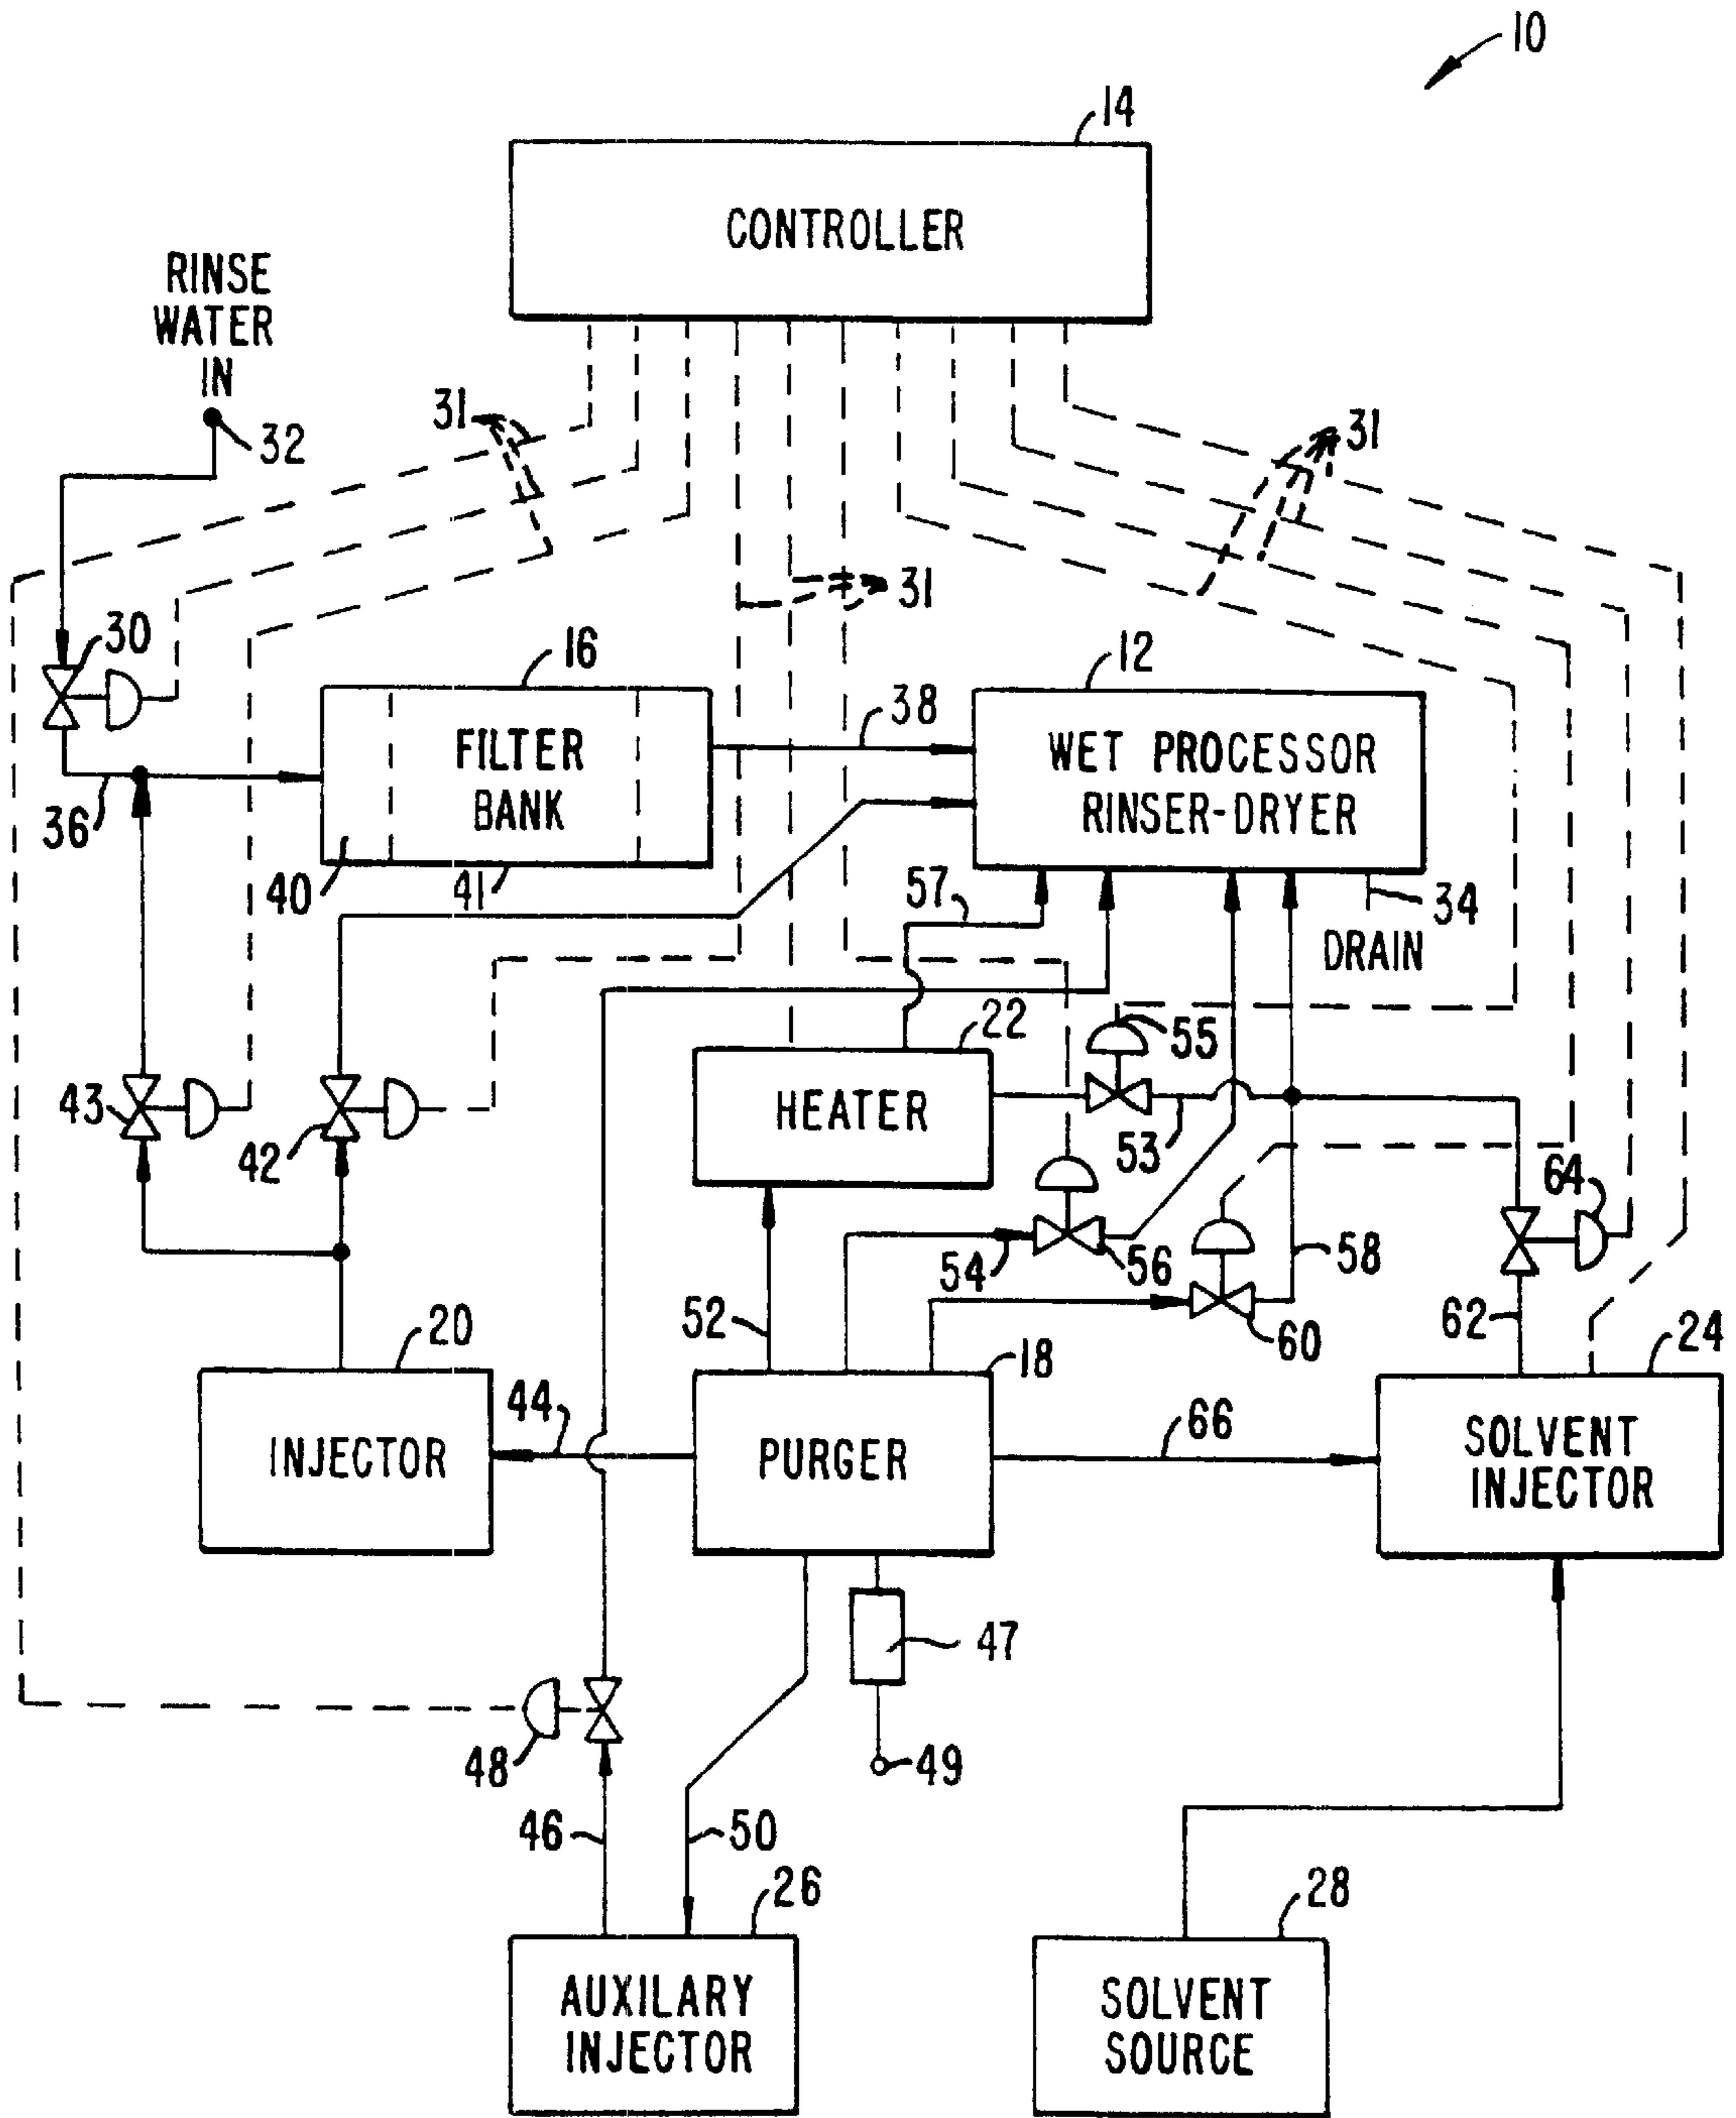 10
14
CONTROLLER
RINSE
WATER
IN
32
31
31
31
30
16
12
38
FILTER
BANK
WET PROCESSOR
RINSER-DRYER
36
40
41
57
34
DRAIN
22
55
43
42
HEATER
53
64
54
56
58
52
60
62
20
18
24
44
66
INJECTOR
PURGER
SOLVENT
INJECTOR
47
48
49
46
50
26
28
AUXILARY
INJECTOR
SOLVENT
SOURCE